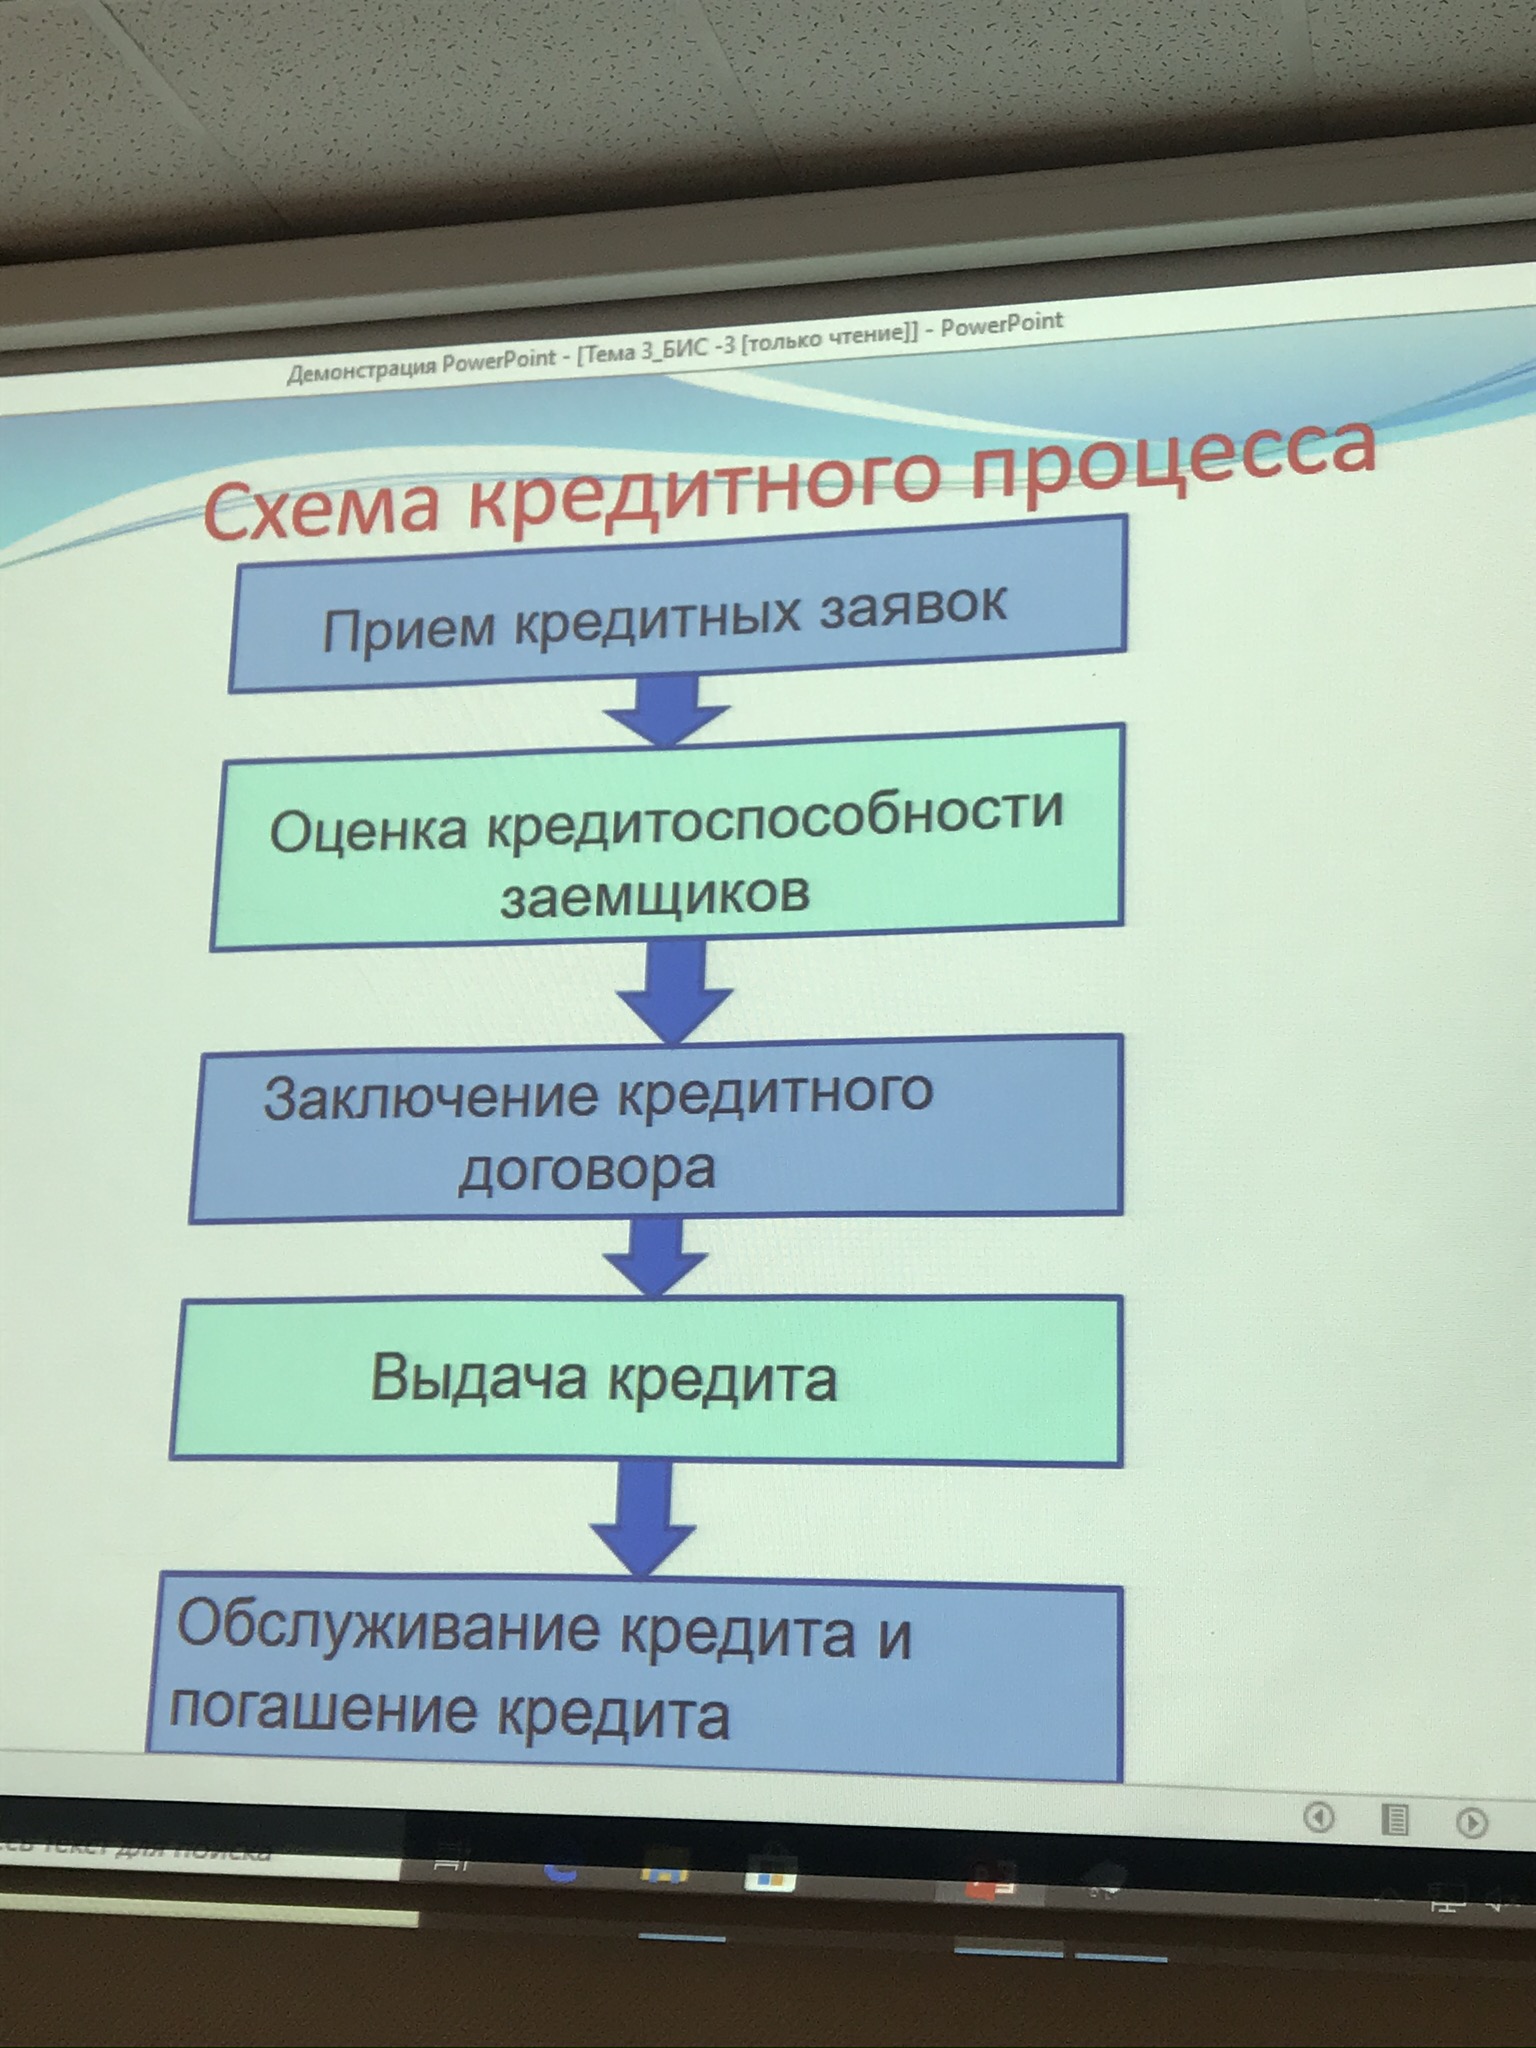 Демонстрация PowerPoint - [Тема 3_БИС -3 [только чтение]] - PowerPoint
Схема кредитного процесса
Прием кредитных заявок
Оценка кредитоспособности
заемщиков
Заключение кредитного
договора
Выдача кредита
Обслуживание кредита и
погашение кредита
текст для поиска